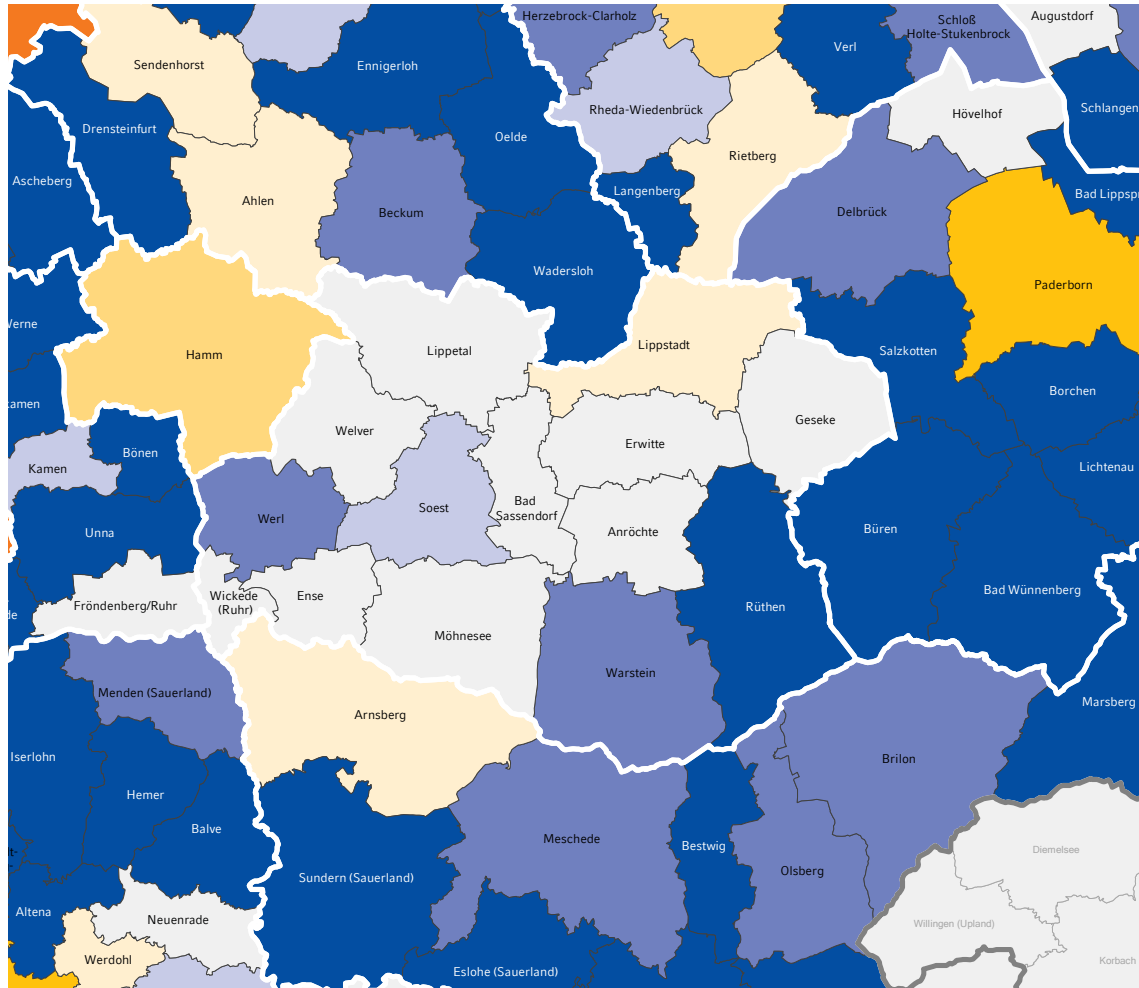 Herzebrock-Clarholz
Schloß
Holte-Stukenbrock
Augustdorf
Verl
Sendenhorst
Ennigerloh
Rheda-Wiedenbrück
Hövelhof
Schlangen
Drensteinfurt
Oelde
Rietberg
Ascheberg
Langenberg
Bad Lippspr
Ahlen
Beckum
Delbrück
Wadersloh
Paderborn
Werne
Hamm
Lippetal
Lippstadt
Salzkotten
Borchen
kamen
Welver
Erwitte
Geseke
Bönen
Kamen
Lichtenau
Soest
Bad
Sassendorf
Werl
Unna
Anröchte
Büren
Bad Wünnenberg
Wickede
(Ruhr)
Ense
Fröndenberg/Ruhr
Rüthen
de
Möhnesee
Warstein
Menden (Sauerland)
Marsberg
Arnsberg
Iserlohn
Brilon
Hemer
Balve
Meschede
Bestwig
Diemelsee
Olsberg
Sundern (Sauerland)
Altena
Neuenrade
Willingen (Upland)
Werdohl
Korbach
Eslohe (Sauerland)